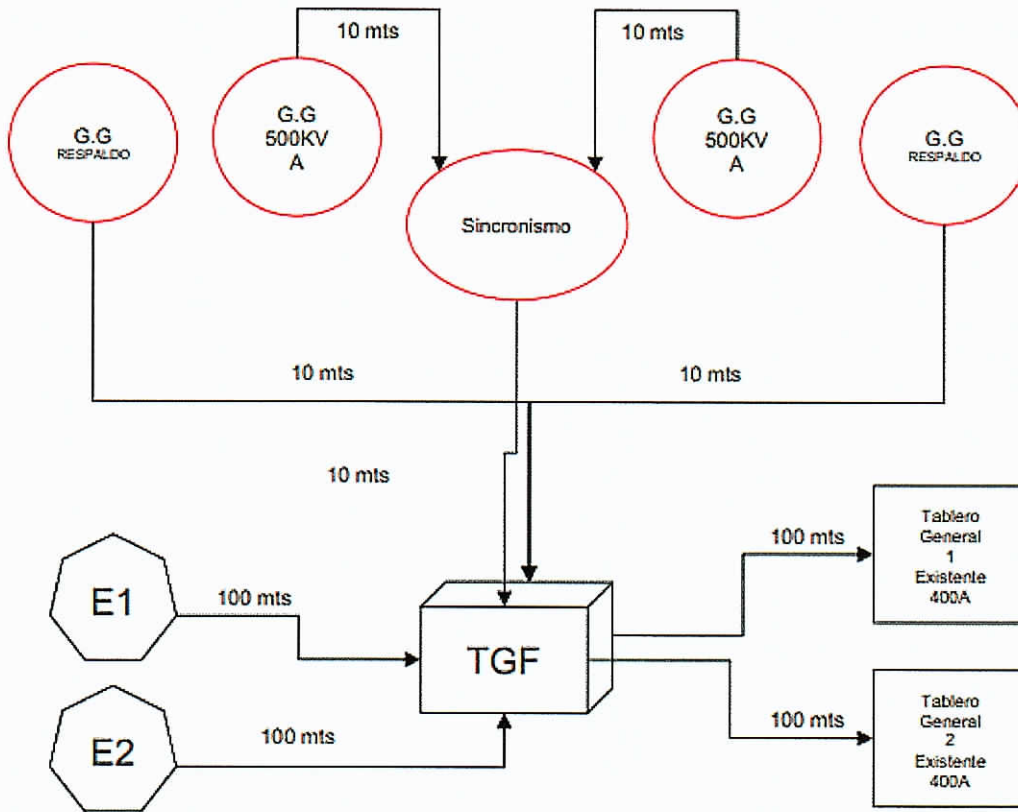 10 mts
10 mts
G.G
RESPALDO
G.G
500KV
A
G.G
500KV
A
G.G
RESPALDO
Sincronismo
10 mts
10 mts
10 mts
E1
100 mts
TGF
100 mts
Tablero
General
1
Existente
400A
E2
100 mts
100 mts
Tablero
General
2
Existente
400A